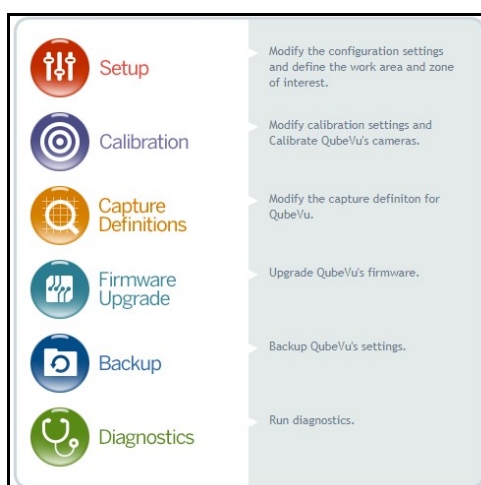 Setup
Modify the configuration settings
and define the work area and zone
of interest.
Calibration
Modify calibration settings and
Calibrate QubeVu's cameras.
Capture
Definitions
Modify the capture definiton for
QubeVu.
Firmware
Upgrade
Upgrade QubeVu's firmware.
Backup
Backup QubeVu's settings.
Diagnostics
Run diagnostics.